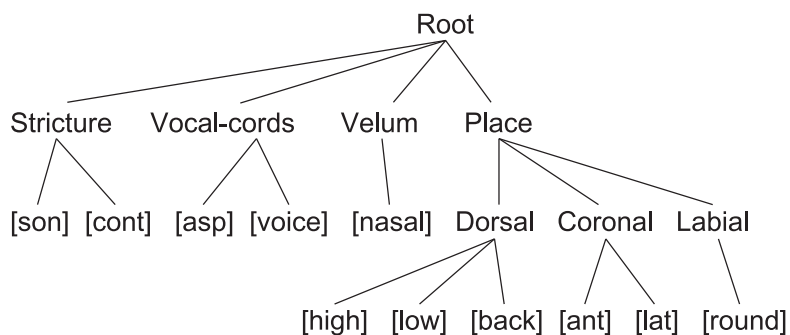 Root
Stricture Vocal-cords Velum Place
[son] [cont] [asp] [voice] [nasal] Dorsal Coronal Labial
[high] [low] [back] [ant] [lat] [round]